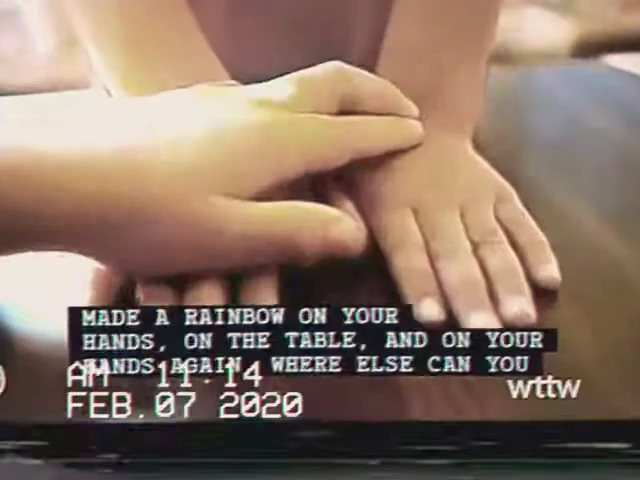 MADE A RAINBOW ON YOUR
HANDS, ON THE TABLE, AND ON YOUR
HANDS AGAIN. WHERE ELSE CAN YOU
AM 11:14
FEB. 07 2020
wttw